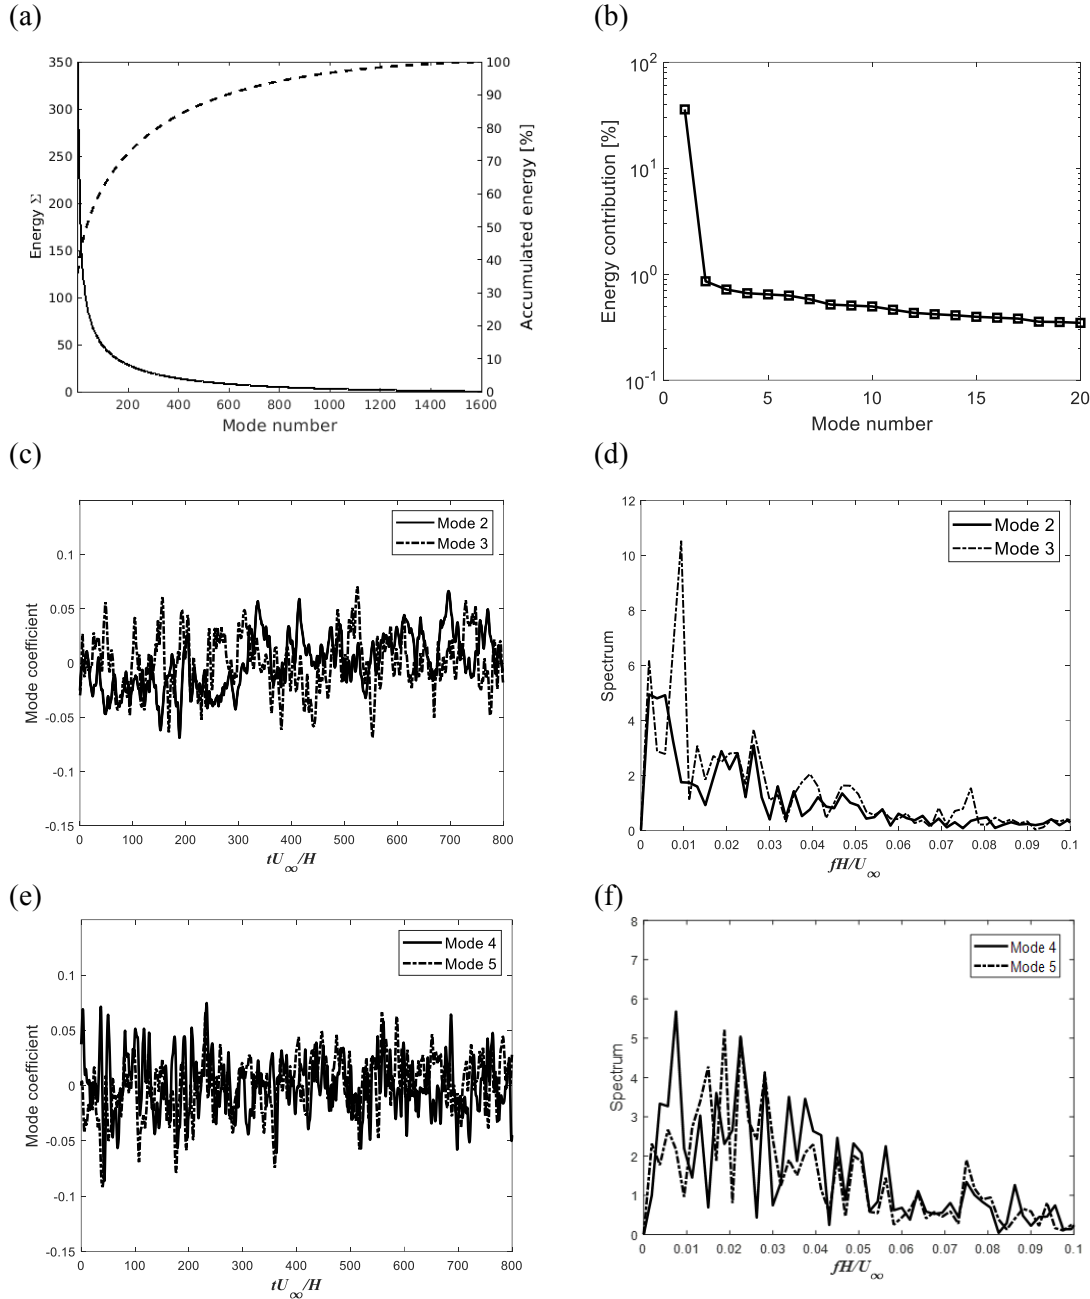 (a)
(b)
350
300
250
200
150
100
50
0
Energy Σ
100
90
80
70
60
50
40
30
20
10
0
Accumulated energy [%]
200 400 600 800 1000 1200 1400 1600
Mode number
10^2
10^1
10^0
10^-1
Energy contribution [%]
0 5 10 15 20
Mode number
(c)
(d)
Mode 2
Mode 3
0.1
0.05
0
-0.05
-0.1
-0.15
Mode coefficient
0 100 200 300 400 500 600 700 800
tU∞/H
12
10
8
6
4
2
0
Spectrum
Mode 2
Mode 3
0 0.01 0.02 0.03 0.04 0.05 0.06 0.07 0.08 0.09 0.1
fH/U∞
(e)
(f)
Mode 4
Mode 5
0.1
0.05
0
-0.05
-0.1
-0.15
Mode coefficient
0 100 200 300 400 500 600 700 800
tU∞/H
8
7
6
5
4
3
2
1
0
Spectrum
Mode 4
Mode 5
0 0.01 0.02 0.03 0.04 0.05 0.06 0.07 0.08 0.09 0.1
fH/U∞